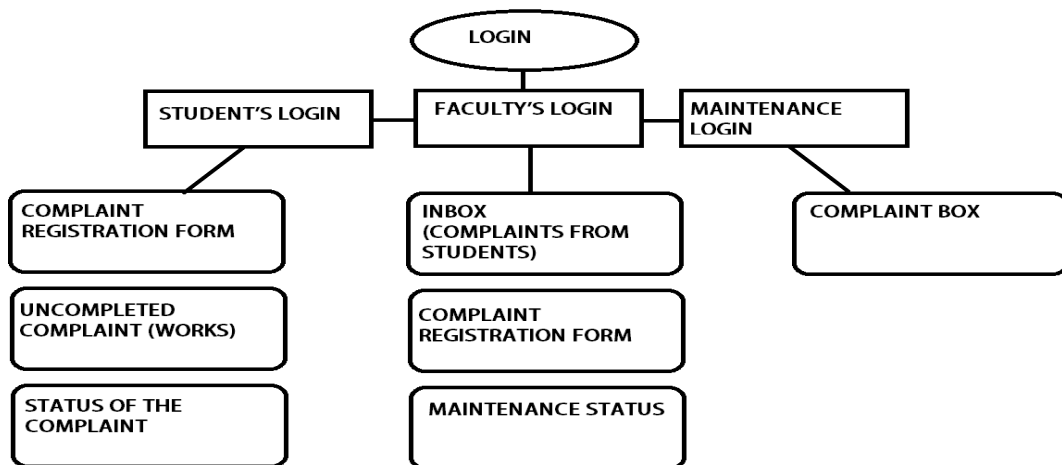 LOGIN
STUDENT'S LOGIN
FACULTY'S LOGIN
MAINTENANCE
LOGIN
COMPLAINT
REGISTRATION FORM
INBOX
(COMPLAINTS FROM
STUDENTS)
COMPLAINT BOX
UNCOMPLETED
COMPLAINT (WORKS)
COMPLAINT
REGISTRATION FORM
STATUS OF THE
COMPLAINT
MAINTENANCE STATUS